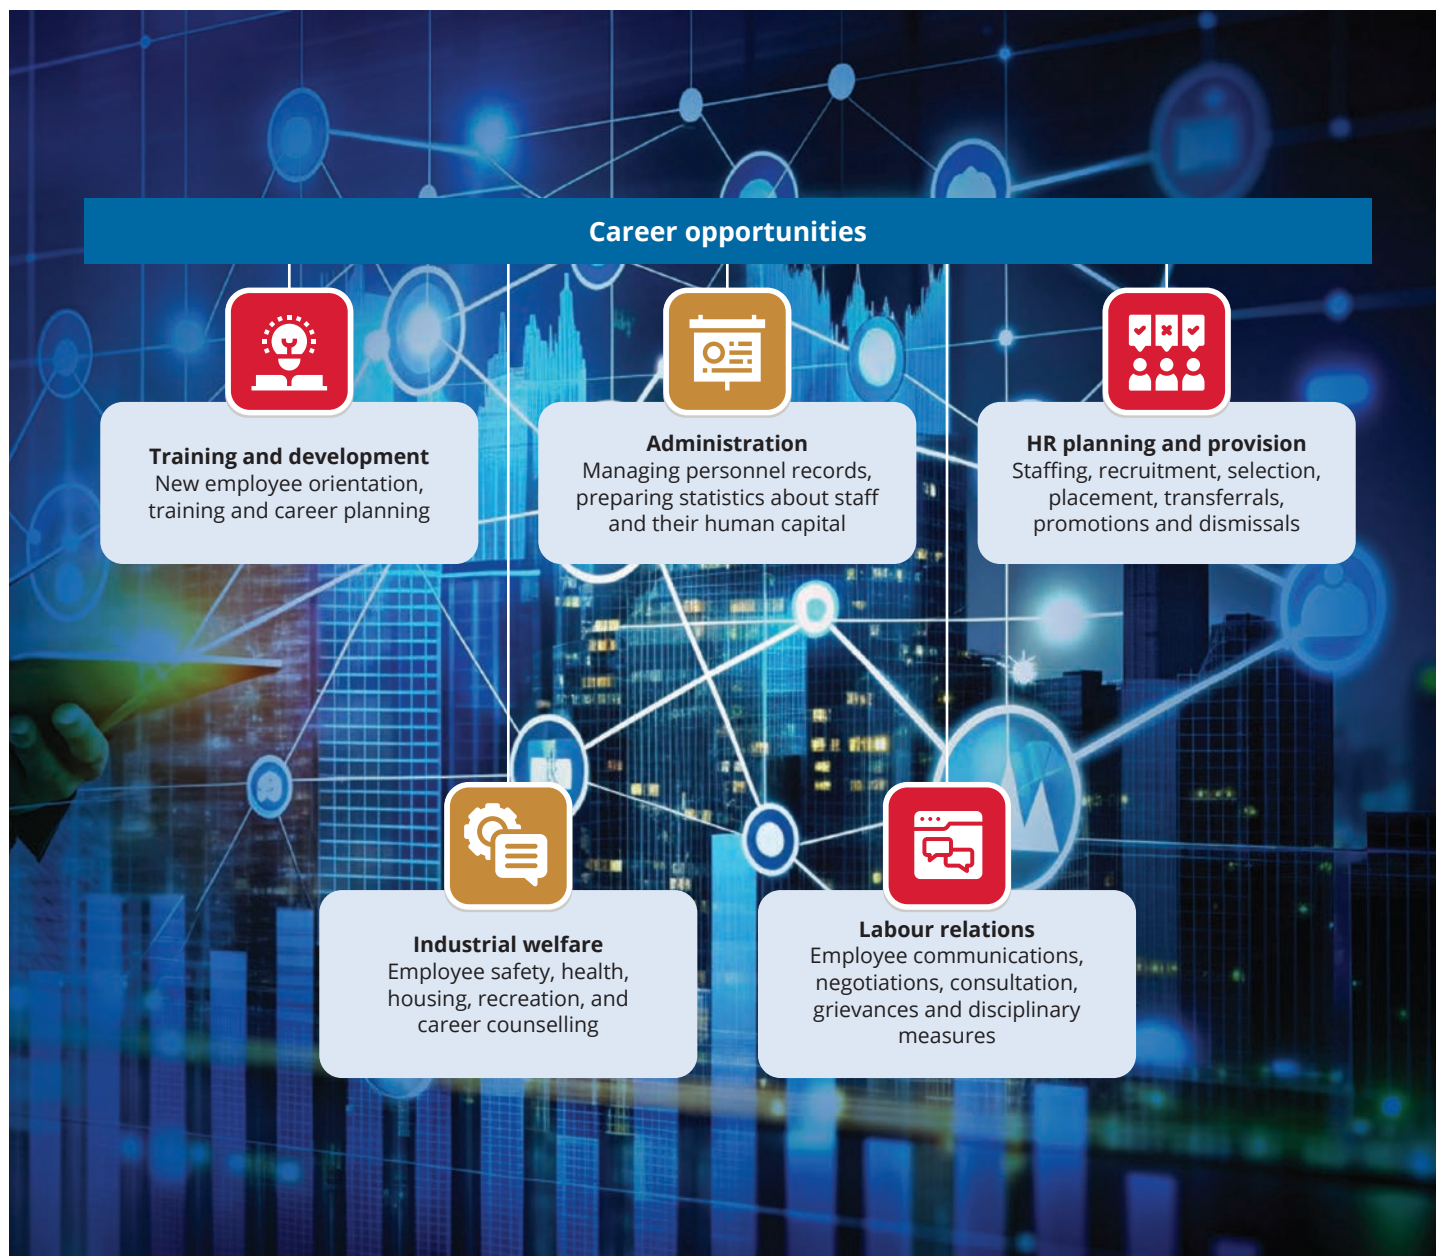 Career opportunities
Training and development
New employee orientation,
training and career planning
Administration
Managing personnel records,
preparing statistics about staff
and their human capital
HR planning and provision
Staffing, recruitment, selection,
placement, transferrals,
promotions and dismissals
Industrial welfare
Employee safety, health,
housing, recreation, and
career counselling
Labour relations
Employee communications,
negotiations, consultation,
grievances and disciplinary
measures